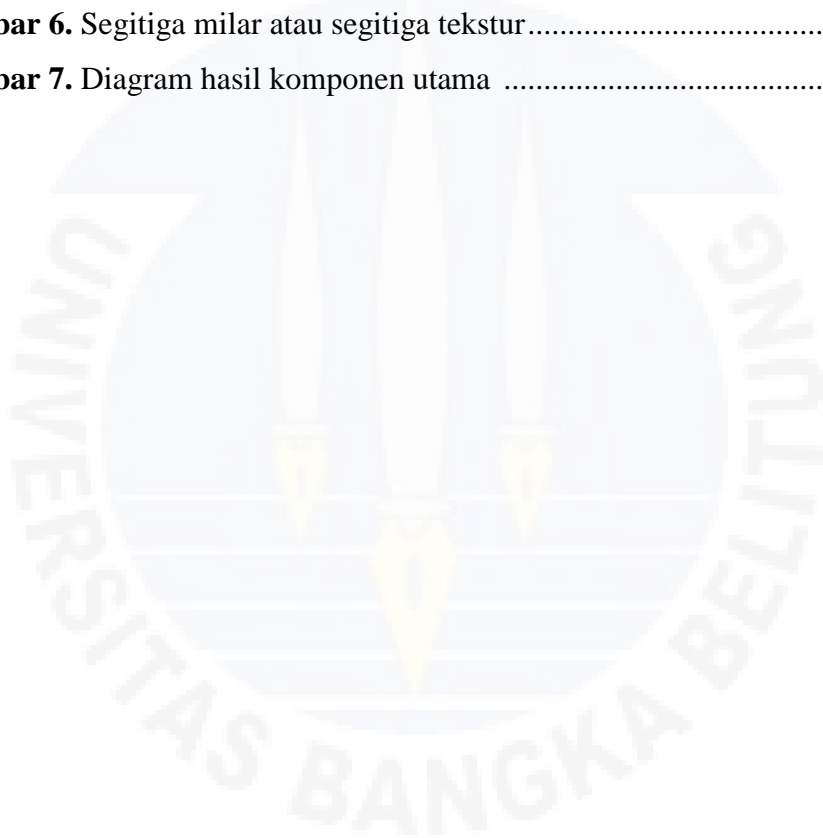 bar 6. Segitiga milar atau segitiga tekstur.....................................
bar 7. Diagram hasil komponen utama ........................................
UNIVERSITAS BANGKA BELITUNG